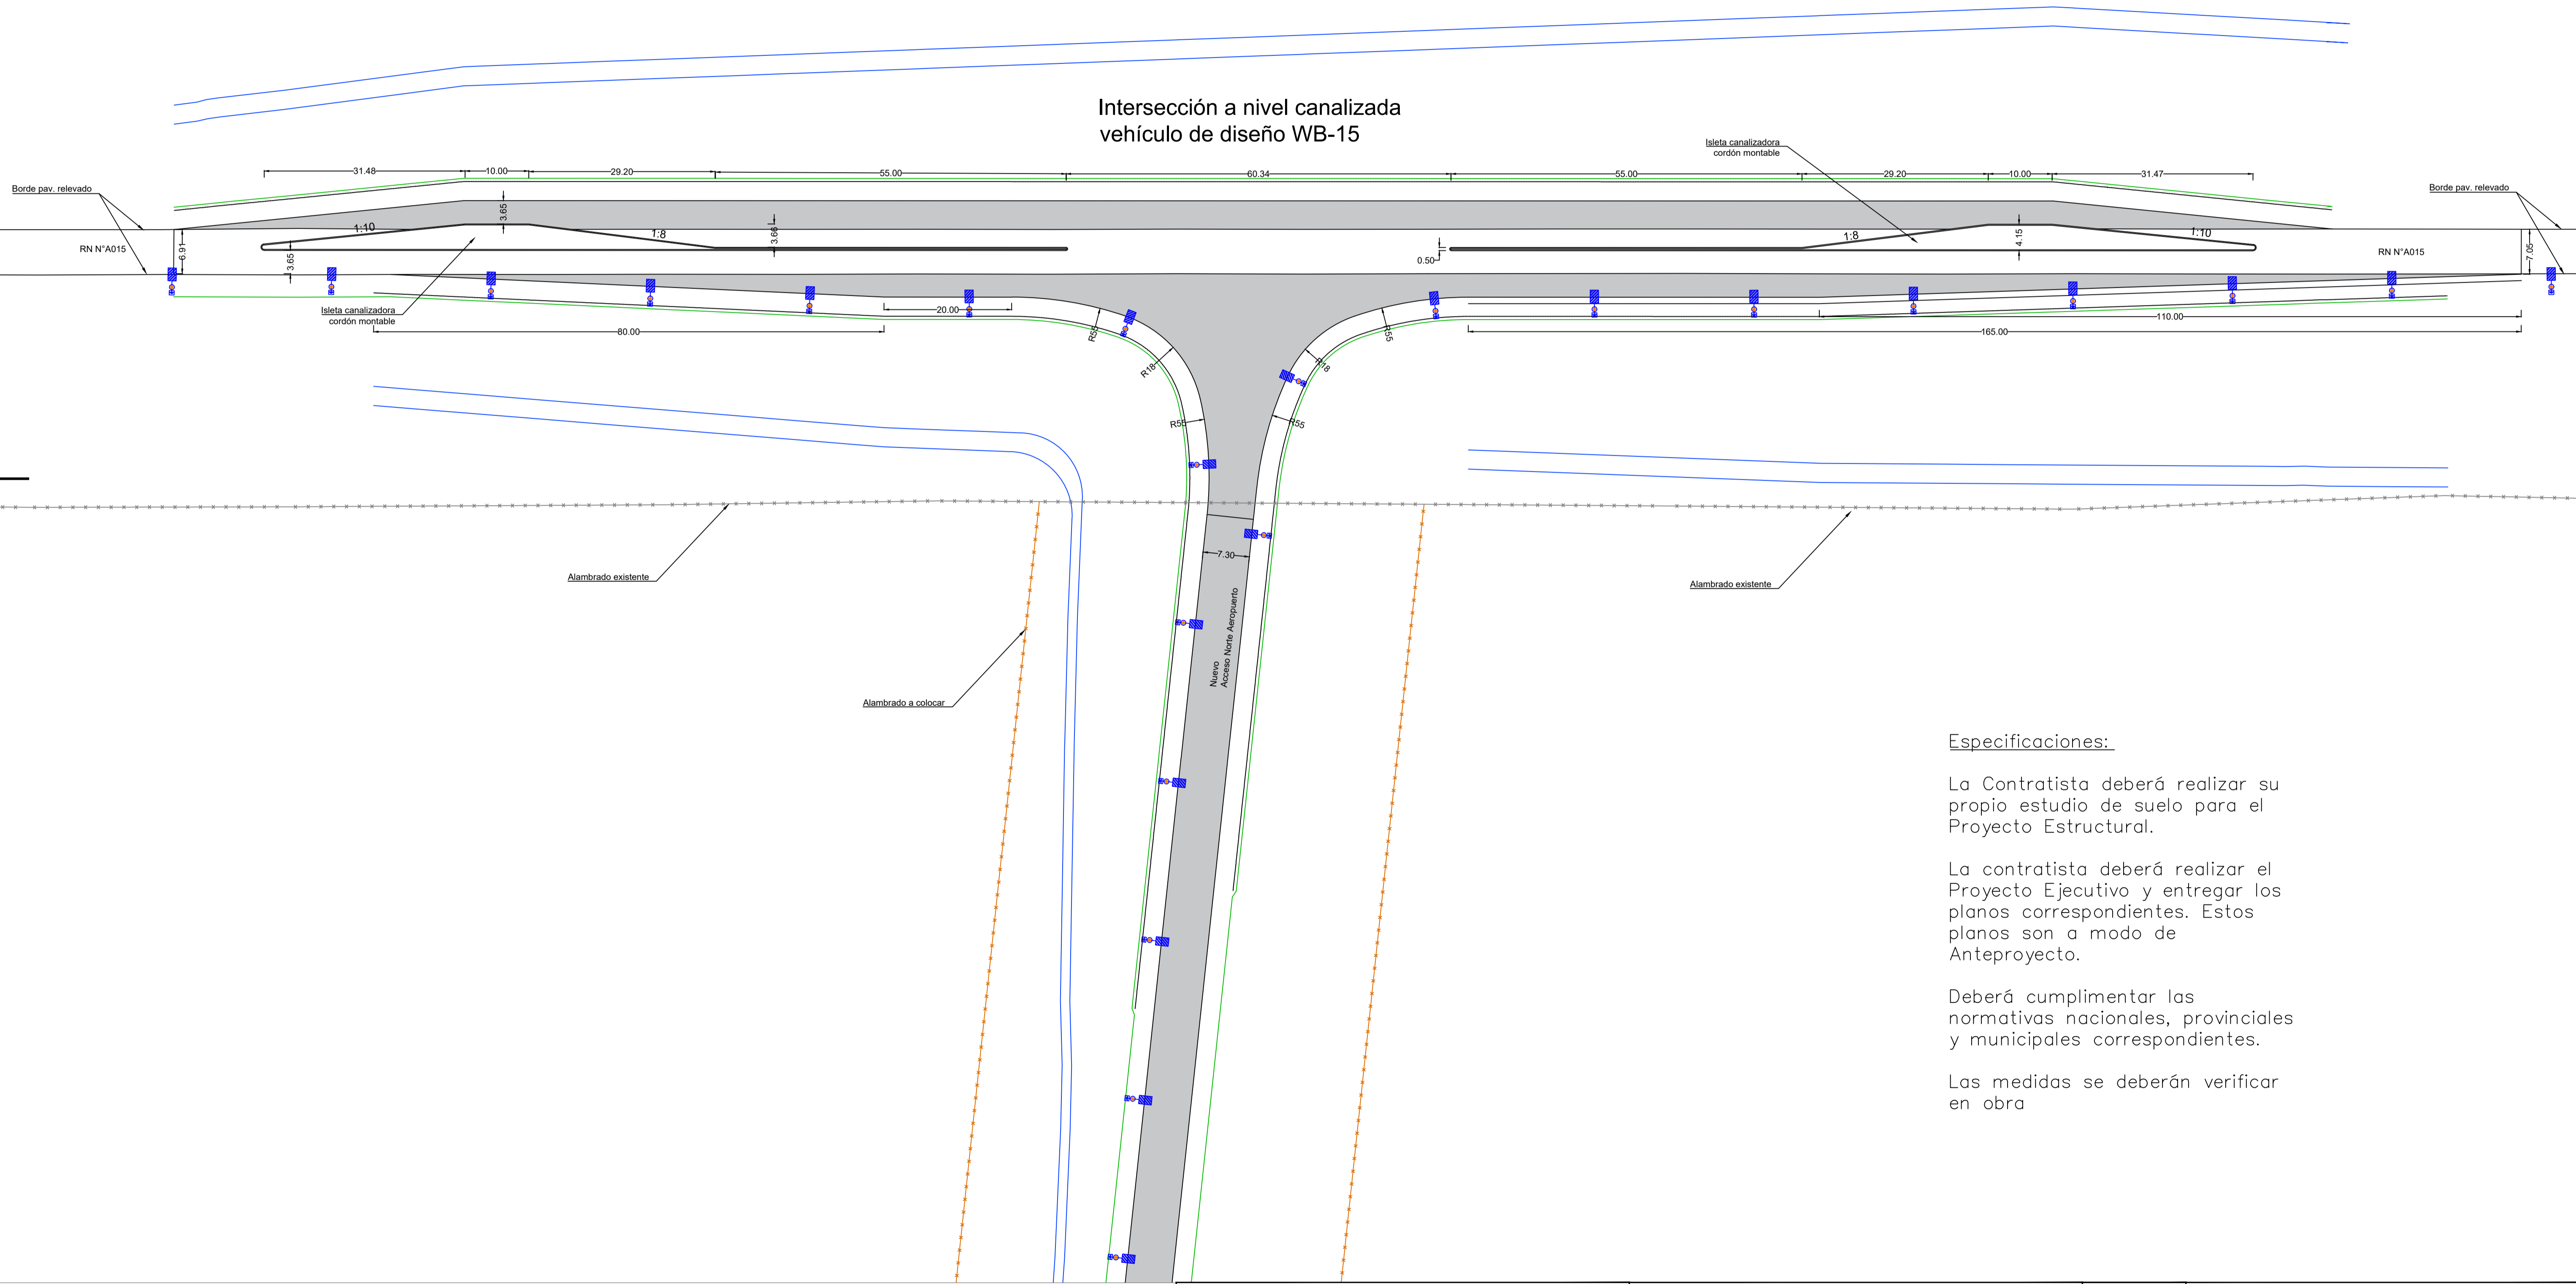 Intersección a nivel canalizada
vehículo de diseño WB-15
Isleta canalizadora
cordón montable
31.48
10.00
29.20
55.00
60.34
55.00
29.20
10.00
31.47
Borde pav. relevado
Borde pav. relevado
3.65
1:10
1:8
3.66
1:8
4.15
1:10
RN N°A015
6.91
3.65
0.50
RN N°A015
7.05
Isleta canalizadora
cordón montable
20.00
80.00
110.00
165.00
R55
R18
R55
R18
R55
R55
7.30
Alambrado existente
Alambrado existente
Nuevo
Acceso Norte Aeropuerto
Alambrado a colocar
Especificaciones:
La Contratista deberá realizar su
propio estudio de suelo para el
Proyecto Estructural.
La contratista deberá realizar el
Proyecto Ejecutivo y entregar los
planos correspondientes. Estos
planos son a modo de
Anteproyecto.
Deberá cumplimentar las
normativas nacionales, provinciales
y municipales correspondientes.
Las medidas se deberán verificar
en obra